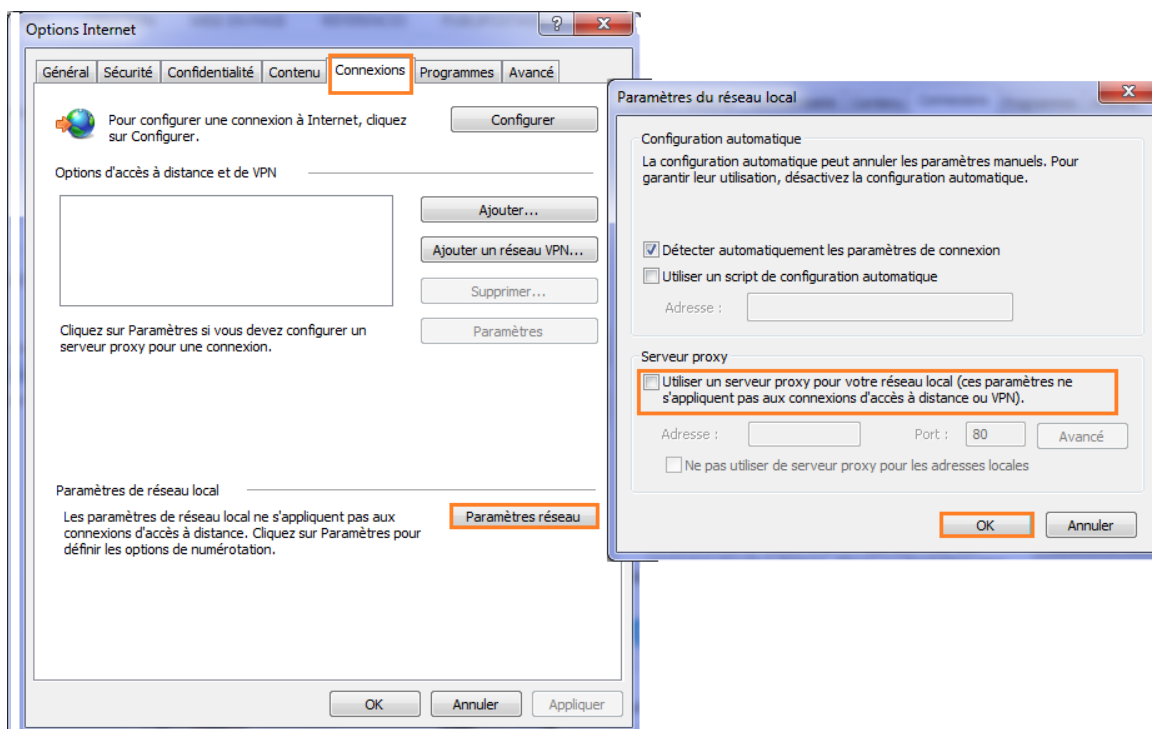 Options Internet
Général Sécurité Confidentialité Contenu Connexions Programmes Avancé
Pour configurer une connexion à Internet, cliquez
sur Configurer.
Configurer
Options d'accès à distance et de VPN
Ajouter...
Ajouter un réseau VPN...
Supprimer...
Cliquez sur Paramètres si vous devez configurer un
serveur proxy pour une connexion.
Paramètres
Paramètres de réseau local
Les paramètres de réseau local ne s'appliquent pas aux
connexions d'accès à distance. Cliquez sur Paramètres pour
définir les options de numérotation.
Paramètres réseau
OK Annuler Appliquer
Paramètres du réseau local
Configuration automatique
La configuration automatique peut annuler les paramètres manuels. Pour
garantir leur utilisation, désactivez la configuration automatique.
Détecter automatiquement les paramètres de connexion
Utiliser un script de configuration automatique
Adresse :
Serveur proxy
Utiliser un serveur proxy pour votre réseau local (ces paramètres ne
s'appliquent pas aux connexions d'accès à distance ou VPN).
Adresse : Port : 80 Avancé
Ne pas utiliser de serveur proxy pour les adresses locales
OK Annuler